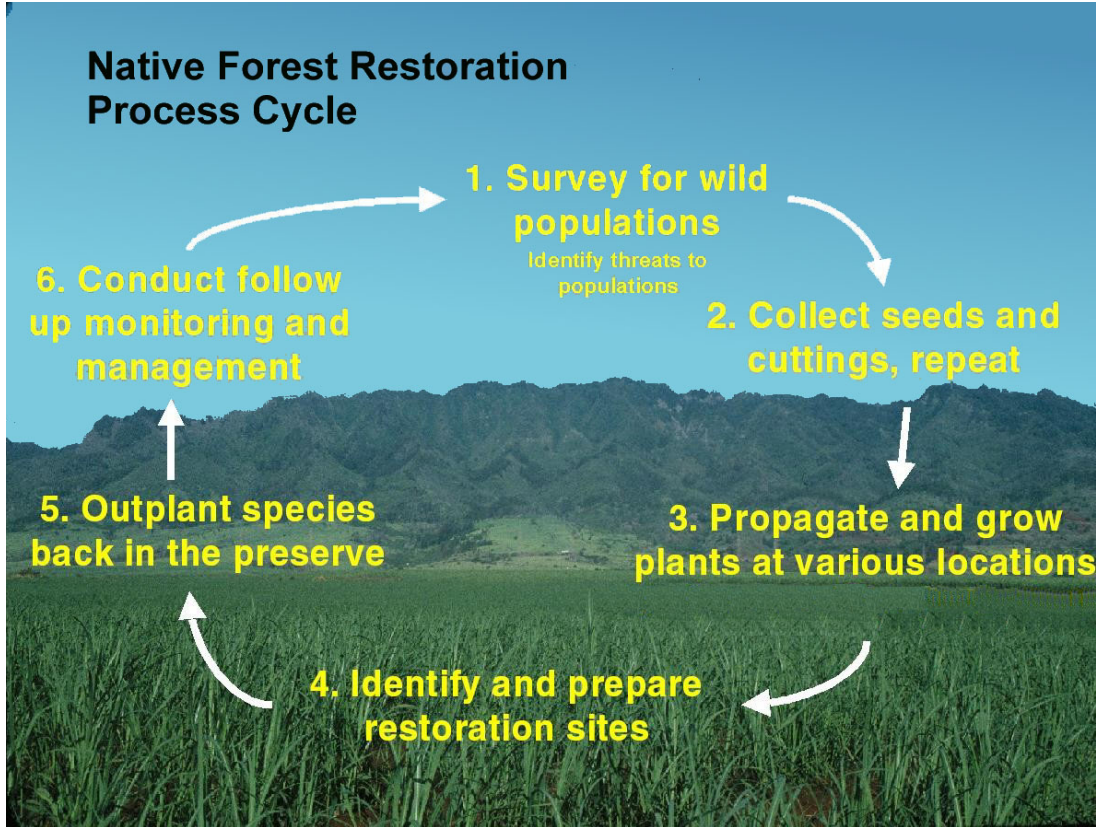 Native Forest Restoration
Process Cycle
1. Survey for wild
populations
Identify threats to
populations
2. Collect seeds and
cuttings, repeat
3. Propagate and grow
plants at various locations
4. Identify and prepare
restoration sites
5. Outplant species
back in the preserve
6. Conduct follow
up monitoring and
management